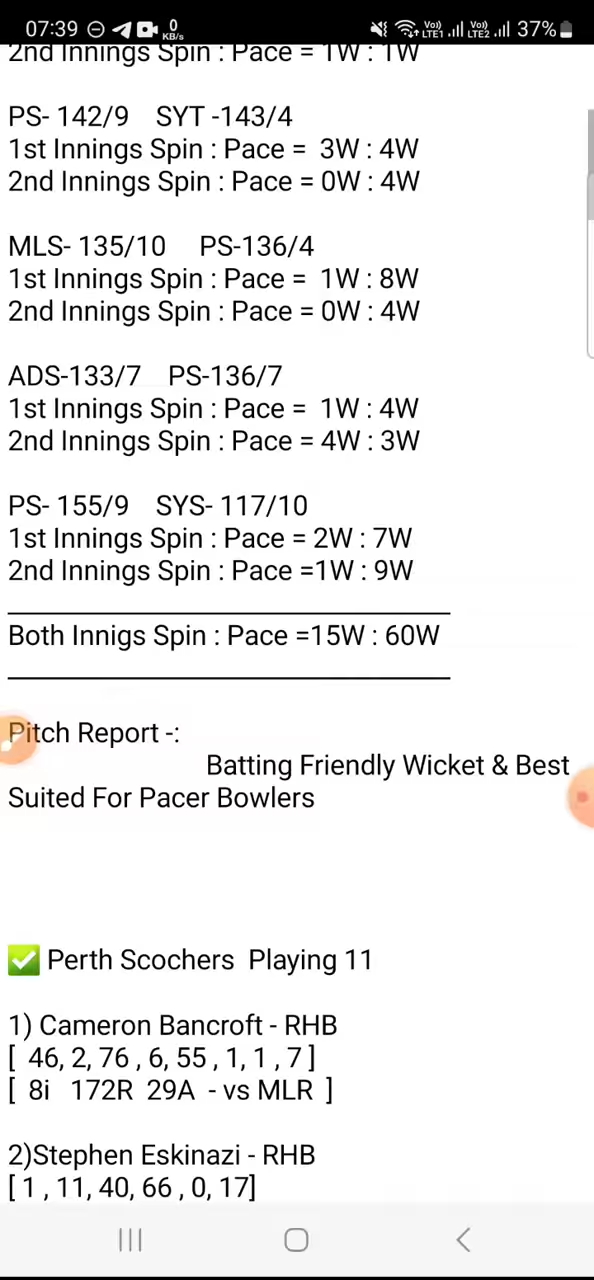 07:39 0 KB/s Vo) LTE1 Vo) LTE2 37%
2nd Innings Spin : Pace = 1W : 1W
PS- 142/9 SYT -143/4
1st Innings Spin : Pace = 3W : 4W
2nd Innings Spin : Pace = 0W : 4W
MLS- 135/10 PS-136/4
1st Innings Spin : Pace = 1W : 8W
2nd Innings Spin : Pace = 0W : 4W
ADS-133/7 PS-136/7
1st Innings Spin : Pace = 1W : 4W
2nd Innings Spin : Pace = 4W : 3W
PS- 155/9 SYS- 117/10
1st Innings Spin : Pace = 2W : 7W
2nd Innings Spin : Pace =1W : 9W
Both Innigs Spin : Pace =15W : 60W
Pitch Report -:
Batting Friendly Wicket & Best
Suited For Pacer Bowlers
✅ Perth Scochers Playing 11
1) Cameron Bancroft - RHB
[ 46, 2, 76 , 6, 55 , 1, 1 , 7 ]
[ 8i 172R 29A - vs MLR ]
2)Stephen Eskinazi - RHB
[ 1 , 11, 40, 66 , 0, 17]